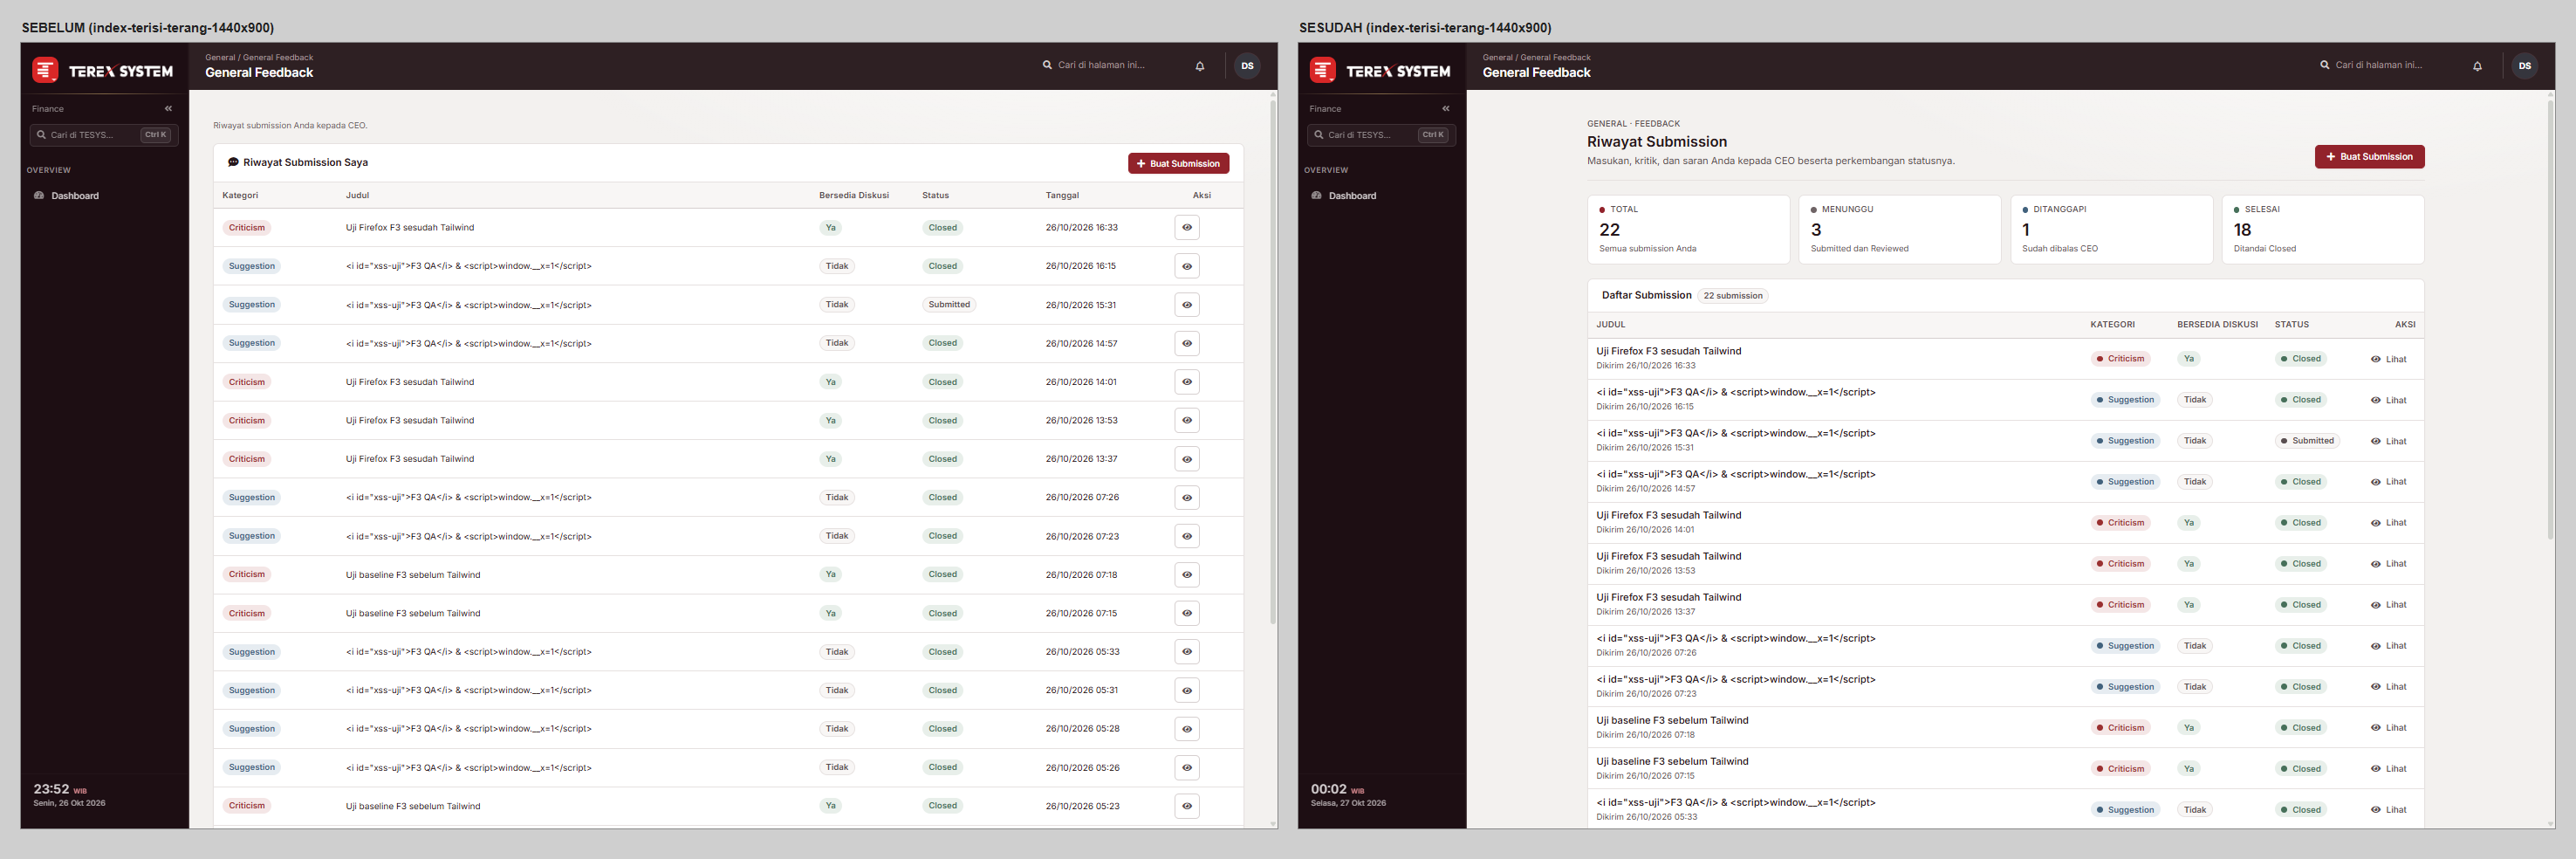 SEBELUM (index-terisi-terang-1440x900)
TEREX SYSTEM
General / General Feedback
General Feedback
Cari di halaman ini...
DS
Finance
Cari di TESYS...
Ctrl K
OVERVIEW
Dashboard
23:52 WIB
Senin, 26 Okt 2026
Riwayat submission Anda kepada CEO.
Riwayat Submission Saya
Buat Submission
Kategori Judul Bersedia Diskusi Status Tanggal Aksi
Criticism Uji Firefox F3 sesudah Tailwind Ya Closed 26/10/2026 16:33
Suggestion <i id="xss-uji">F3 QA</i> & <script>window.__x=1</script> Tidak Closed 26/10/2026 16:15
Suggestion <i id="xss-uji">F3 QA</i> & <script>window.__x=1</script> Tidak Submitted 26/10/2026 15:31
Suggestion <i id="xss-uji">F3 QA</i> & <script>window.__x=1</script> Tidak Closed 26/10/2026 14:57
Criticism Uji Firefox F3 sesudah Tailwind Ya Closed 26/10/2026 14:01
Criticism Uji Firefox F3 sesudah Tailwind Ya Closed 26/10/2026 13:53
Criticism Uji Firefox F3 sesudah Tailwind Ya Closed 26/10/2026 13:37
Suggestion <i id="xss-uji">F3 QA</i> & <script>window.__x=1</script> Tidak Closed 26/10/2026 07:26
Suggestion <i id="xss-uji">F3 QA</i> & <script>window.__x=1</script> Tidak Closed 26/10/2026 07:23
Criticism Uji baseline F3 sebelum Tailwind Ya Closed 26/10/2026 07:18
Criticism Uji baseline F3 sebelum Tailwind Ya Closed 26/10/2026 07:15
Suggestion <i id="xss-uji">F3 QA</i> & <script>window.__x=1</script> Tidak Closed 26/10/2026 05:33
Suggestion <i id="xss-uji">F3 QA</i> & <script>window.__x=1</script> Tidak Closed 26/10/2026 05:31
Suggestion <i id="xss-uji">F3 QA</i> & <script>window.__x=1</script> Tidak Closed 26/10/2026 05:28
Suggestion <i id="xss-uji">F3 QA</i> & <script>window.__x=1</script> Tidak Closed 26/10/2026 05:26
Criticism Uji baseline F3 sebelum Tailwind Ya Closed 26/10/2026 05:23
SESUDAH (index-terisi-terang-1440x900)
TEREX SYSTEM
General / General Feedback
General Feedback
Cari di halaman ini...
DS
Finance
Cari di TESYS...
Ctrl K
OVERVIEW
Dashboard
00:02 WIB
Selasa, 27 Okt 2026
GENERAL · FEEDBACK
Riwayat Submission
Masukan, kritik, dan saran Anda kepada CEO beserta perkembangan statusnya.
Buat Submission
TOTAL
22
Semua submission Anda
MENUNGGU
3
Submitted dan Reviewed
DITANGGAPI
1
Sudah dibalas CEO
SELESAI
18
Ditandai Closed
Daftar Submission 22 submission
JUDUL KATEGORI BERSEDIA DISKUSI STATUS AKSI
Uji Firefox F3 sesudah Tailwind Criticism Ya Closed Lihat
Dikirim 26/10/2026 16:33
<i id="xss-uji">F3 QA</i> & <script>window.__x=1</script> Suggestion Tidak Closed Lihat
Dikirim 26/10/2026 16:15
<i id="xss-uji">F3 QA</i> & <script>window.__x=1</script> Suggestion Tidak Submitted Lihat
Dikirim 26/10/2026 15:31
<i id="xss-uji">F3 QA</i> & <script>window.__x=1</script> Suggestion Tidak Closed Lihat
Dikirim 26/10/2026 14:57
Uji Firefox F3 sesudah Tailwind Criticism Ya Closed Lihat
Dikirim 26/10/2026 14:01
Uji Firefox F3 sesudah Tailwind Criticism Ya Closed Lihat
Dikirim 26/10/2026 13:53
Uji Firefox F3 sesudah Tailwind Criticism Ya Closed Lihat
Dikirim 26/10/2026 13:37
<i id="xss-uji">F3 QA</i> & <script>window.__x=1</script> Suggestion Tidak Closed Lihat
Dikirim 26/10/2026 07:26
<i id="xss-uji">F3 QA</i> & <script>window.__x=1</script> Suggestion Tidak Closed Lihat
Dikirim 26/10/2026 07:23
Uji baseline F3 sebelum Tailwind Criticism Ya Closed Lihat
Dikirim 26/10/2026 07:18
Uji baseline F3 sebelum Tailwind Criticism Ya Closed Lihat
Dikirim 26/10/2026 07:15
<i id="xss-uji">F3 QA</i> & <script>window.__x=1</script> Suggestion Tidak Closed Lihat
Dikirim 26/10/2026 05:33